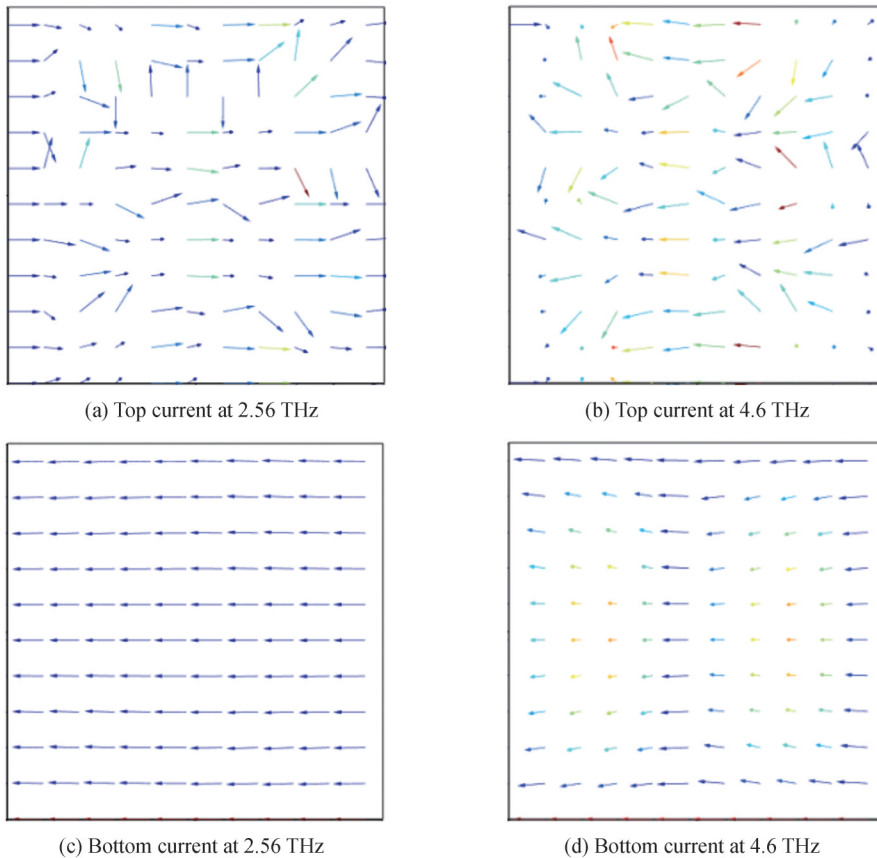 (a) Top current at 2.56 THz
(b) Top current at 4.6 THz
(c) Bottom current at 2.56 THz
(d) Bottom current at 4.6 THz